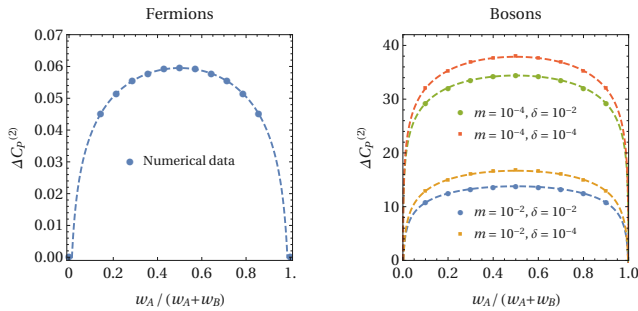 Fermions
ΔC_P^{(2)}
0.07
0.06
0.05
0.04
0.03
0.02
0.01
0.00
Numerical data
0. 0.2 0.4 0.6 0.8 1.
w_A/(w_A+w_B)
Bosons
ΔC_P^{(2)}
40
30
20
10
0
m = 10^{-4}, δ = 10^{-2}
m = 10^{-4}, δ = 10^{-4}
m = 10^{-2}, δ = 10^{-2}
m = 10^{-2}, δ = 10^{-4}
0.0 0.2 0.4 0.6 0.8 1.0
w_A/(w_A+w_B)